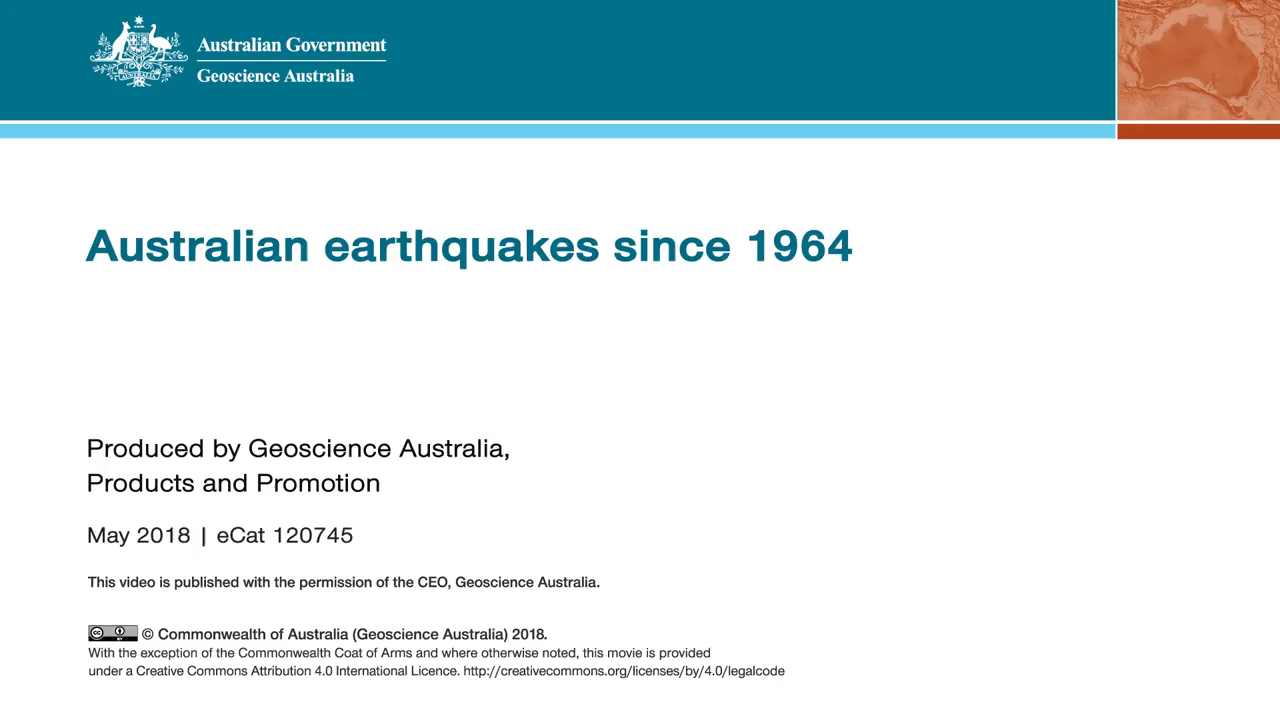 Australian Government
Geoscience Australia
Australian earthquakes since 1964
Produced by Geoscience Australia,
Products and Promotion
May 2018 | eCat 120745
This video is published with the permission of the CEO, Geoscience Australia.
© Commonwealth of Australia (Geoscience Australia) 2018.
With the exception of the Commonwealth Coat of Arms and where otherwise noted, this movie is provided
under a Creative Commons Attribution 4.0 International Licence. http://creativecommons.org/licenses/by/4.0/legalcode